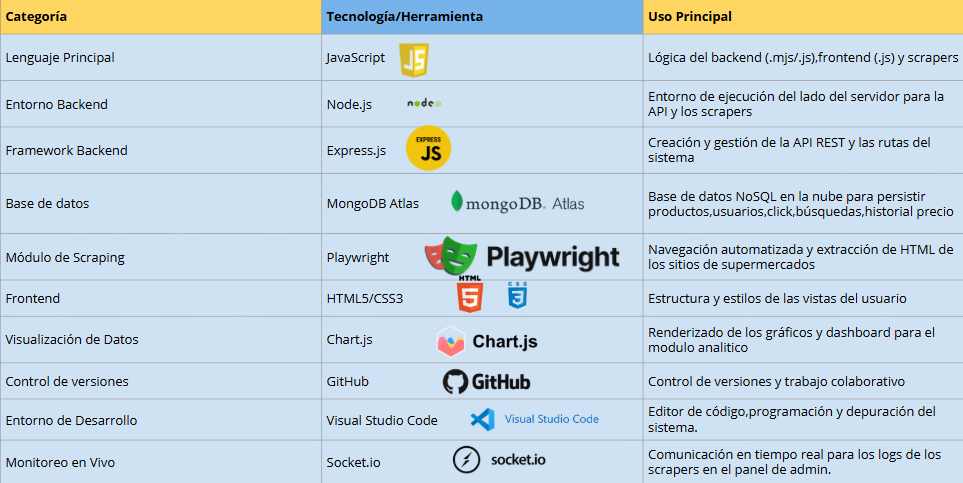 Categoría Tecnología/Herramienta Uso Principal
Lenguaje Principal JavaScript JS Lógica del backend (.mjs/.js),frontend (.js) y scrapers
Entorno Backend Node.js node Entorno de ejecución del lado del servidor para la
API y los scrapers
Framework Backend Express.js EXPRESS JS Creación y gestión de la API REST y las rutas del
sistema
Base de datos MongoDB Atlas mongoDB. Atlas Base de datos NoSQL en la nube para persistir
productos,usuarios,click,búsquedas,historial precio
Módulo de Scraping Playwright Playwright Navegación automatizada y extracción de HTML de
los sitios de supermercados
Frontend HTML5/CSS3 HTML 5 CSS 3 Estructura y estilos de las vistas del usuario
Visualización de Datos Chart.js Chart.js Renderizado de los gráficos y dashboard para el
modulo analitico
Control de versiones GitHub GitHub Control de versiones y trabajo colaborativo
Entorno de Desarrollo Visual Studio Code Visual Studio Code Editor de código,programación y depuración del
sistema.
Monitoreo en Vivo Socket.io socket.io Comunicación en tiempo real para los logs de los
scrapers en el panel de admin.